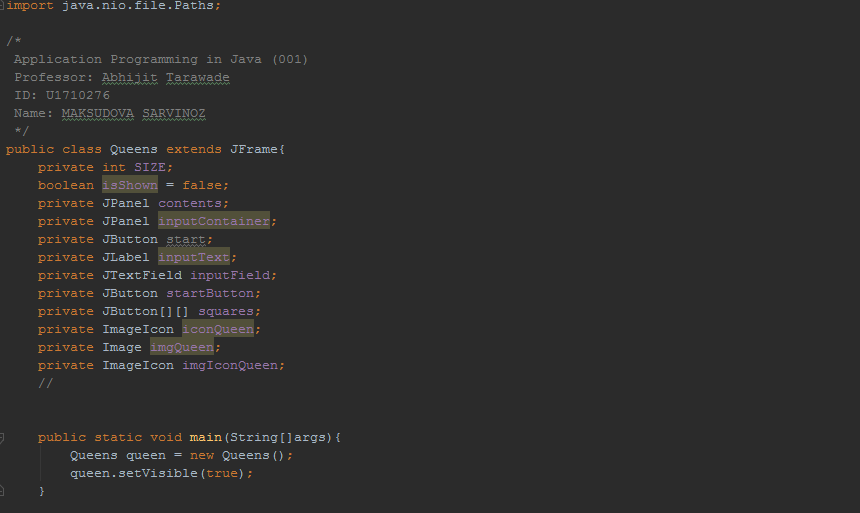 import java.nio.file.Paths;
/*
Application Programming in Java (001)
Professor: Abhijit Tarawade
ID: U1710276
Name: MAKSUDOVA SARVINOZ
*/
public class Queens extends JFrame{
private int SIZE;
boolean isShown = false;
private JPanel contents;
private JPanel inputContainer;
private JButton start;
private JLabel inputText;
private JTextField inputField;
private JButton startButton;
private JButton[][] squares;
private ImageIcon iconQueen;
private Image imgQueen;
private ImageIcon imgIconQueen;
//
public static void main(String[]args){
Queens queen = new Queens();
queen.setVisible(true);
}